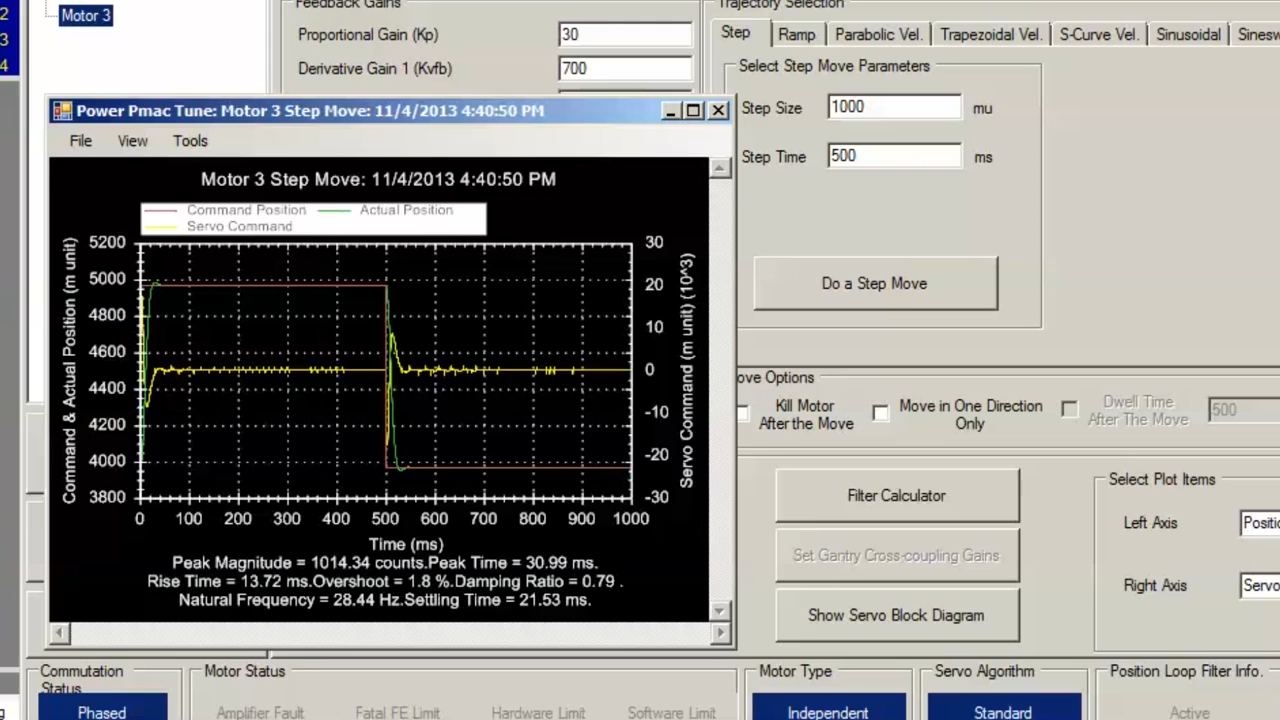 2
3
4
Motor 3
Feedback Gains
Proportional Gain (Kp) 30
Derivative Gain 1 (Kvfb) 700
Trajectory Selection
Step Ramp Parabolic Vel. Trapezoidal Vel. S-Curve Vel. Sinusoidal
Select Step Move Parameters
Step Size 1000 mu
Step Time 500 ms
Do a Step Move
Power Pmac Tune: Motor 3 Step Move: 11/4/2013 4:40:50 PM
File View Tools
Motor 3 Step Move: 11/4/2013 4:40:50 PM
Command Position Actual Position
Servo Command
Command & Actual Position (m unit)
5200
5000
4800
4600
4400
4200
4000
3800
30
20
10
0
-10
-20
-30
Servo Command (m unit) (10^3)
0 100 200 300 400 500 600 700 800 900 1000
Time (ms)
Peak Magnitude = 1014.34 counts.Peak Time = 30.99 ms.
Rise Time = 13.72 ms.Overshoot = 1.8 %.Damping Ratio = 0.79 .
Natural Frequency = 28.44 Hz.Settling Time = 21.53 ms.
ove Options
Kill Motor
After the Move
Move in One Direction
Only
Dwell Time
After The Move
500
Filter Calculator
Set Gantry Cross-coupling Gains
Show Servo Block Diagram
Select Plot Items
Left Axis Positio
Right Axis Servo
Commutation
Status
Phased
Motor Status
Amplifier Fault Fatal FE Limit Hardware Limit Software Limit
Motor Type
Independent
Servo Algorithm
Standard
Position Loop Filter Info.
Active